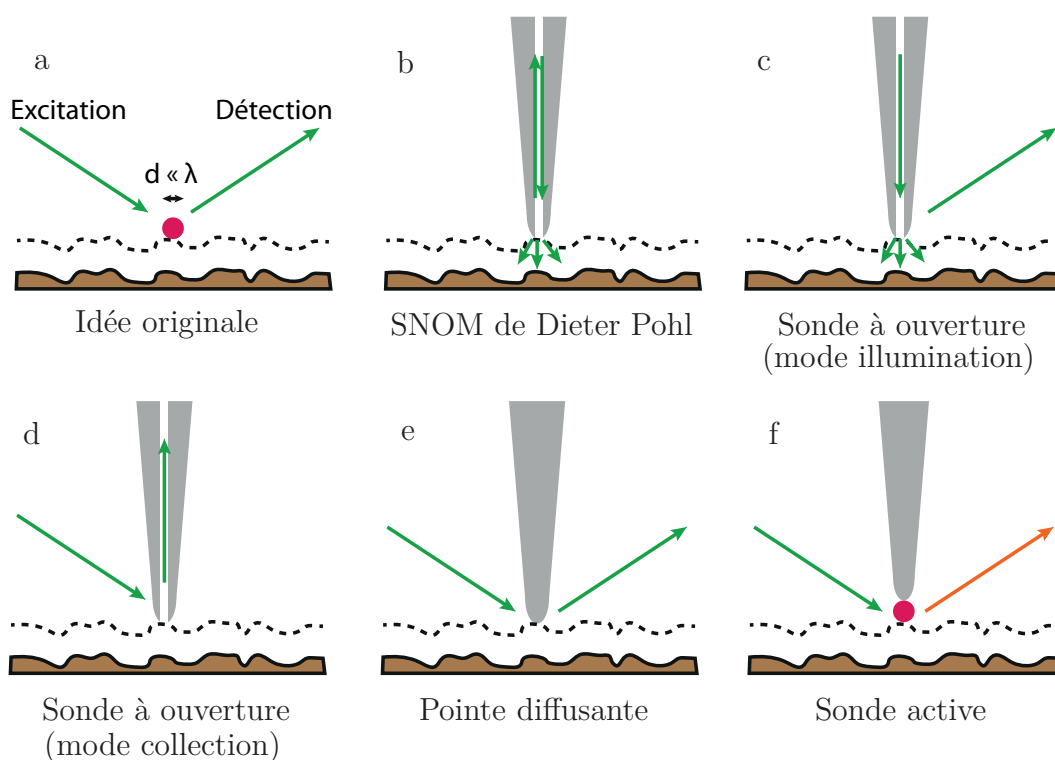 a
Excitation
Détection
d « λ
Idée originale
b
SNOM de Dieter Pohl
c
Sonde à ouverture
(mode illumination)
d
Sonde à ouverture
(mode collection)
e
Pointe diffusante
f
Sonde active